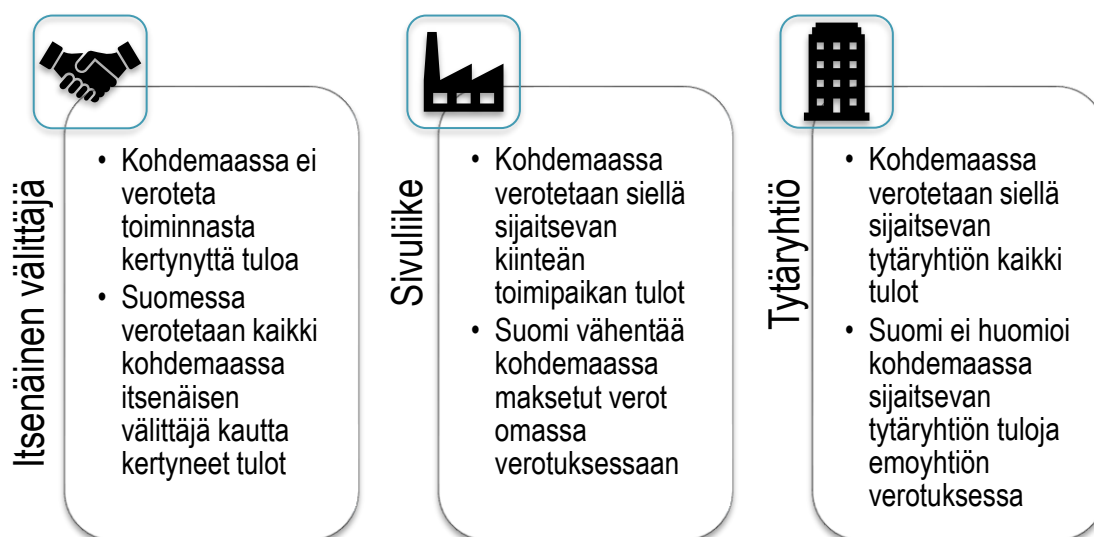 Itsenäinen välittäjä
• Kohdemaassa ei
veroteta
toiminnasta
kertynyttä tuloa
• Suomessa
verotetaan kaikki
kohdemaassa
itsenäisen
välittäjä kautta
kertyneet tulot
Sivuliike
• Kohdemaassa
verotetaan siellä
sijaitsevan
kiinteän
toimipaikan tulot
• Suomi vähentää
kohdemaassa
maksetut verot
omassa
verotuksessaan
Tytäryhtiö
• Kohdemaassa
verotetaan siellä
sijaitsevan
tytäryhtiön kaikki
tulot
• Suomi ei huomioi
kohdemaassa
sijaitsevan
tytäryhtiön tuloja
emoyhtiön
verotuksessa